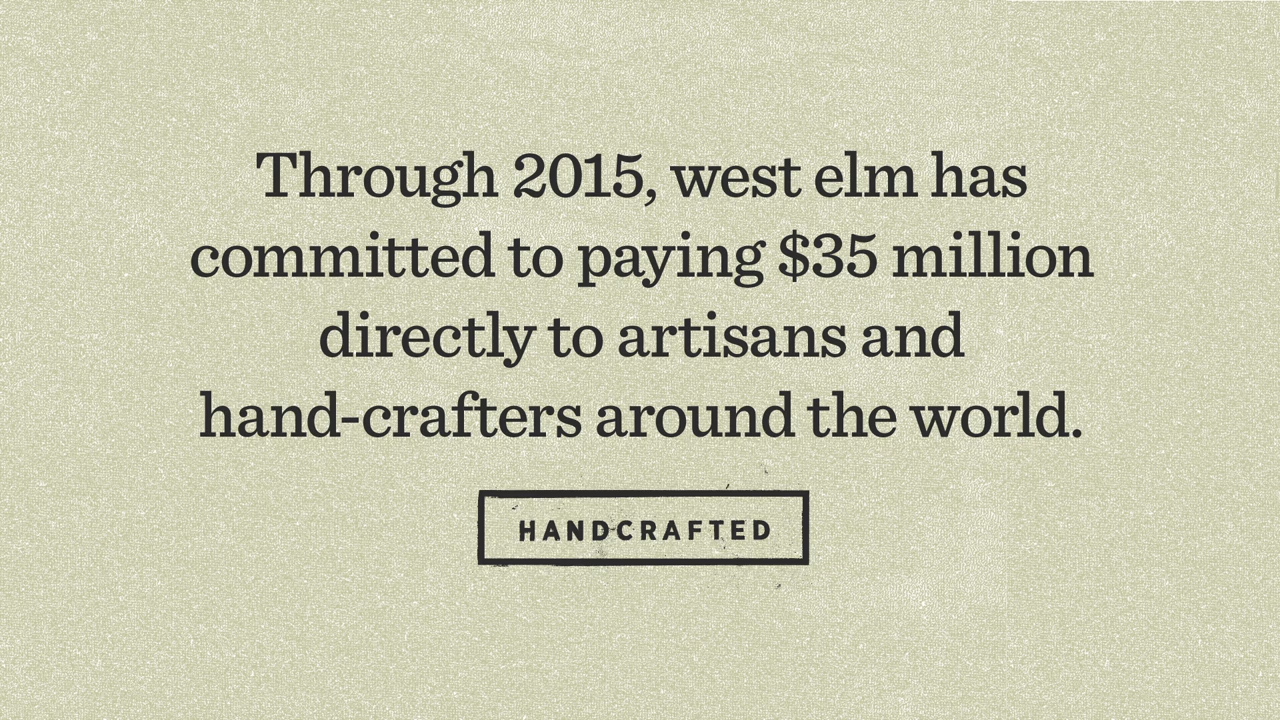 Through 2015, west elm has
committed to paying $35 million
directly to artisans and
hand-crafters around the world.
HANDCRAFTED